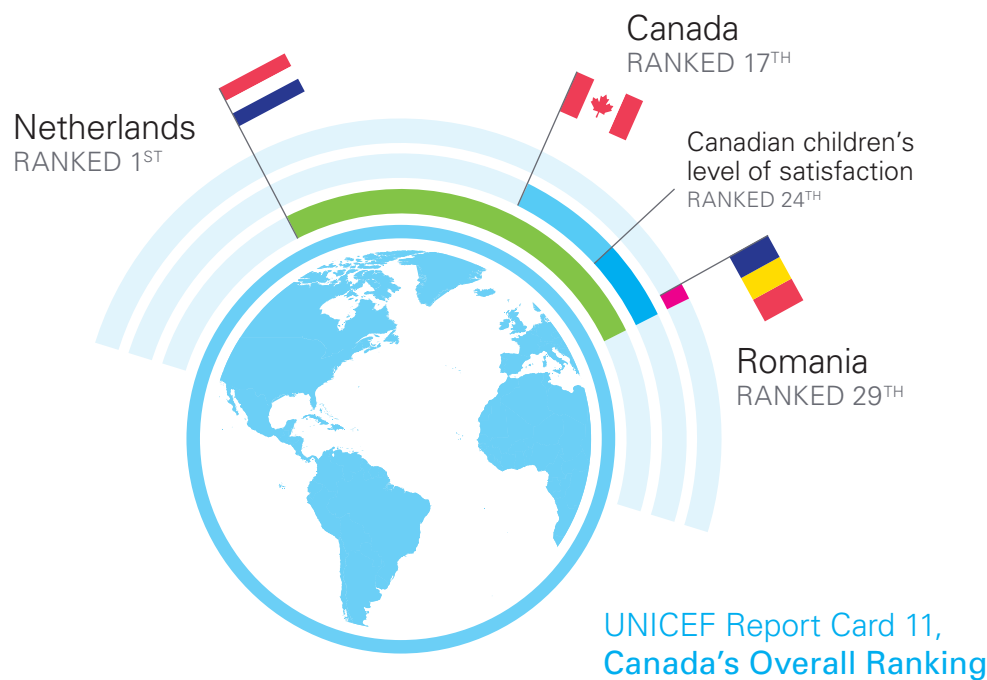 Canada
RANKED 17TH
Netherlands
RANKED 1ST
Canadian children’s
level of satisfaction
RANKED 24TH
Romania
RANKED 29TH
UNICEF Report Card 11,
Canada’s Overall Ranking